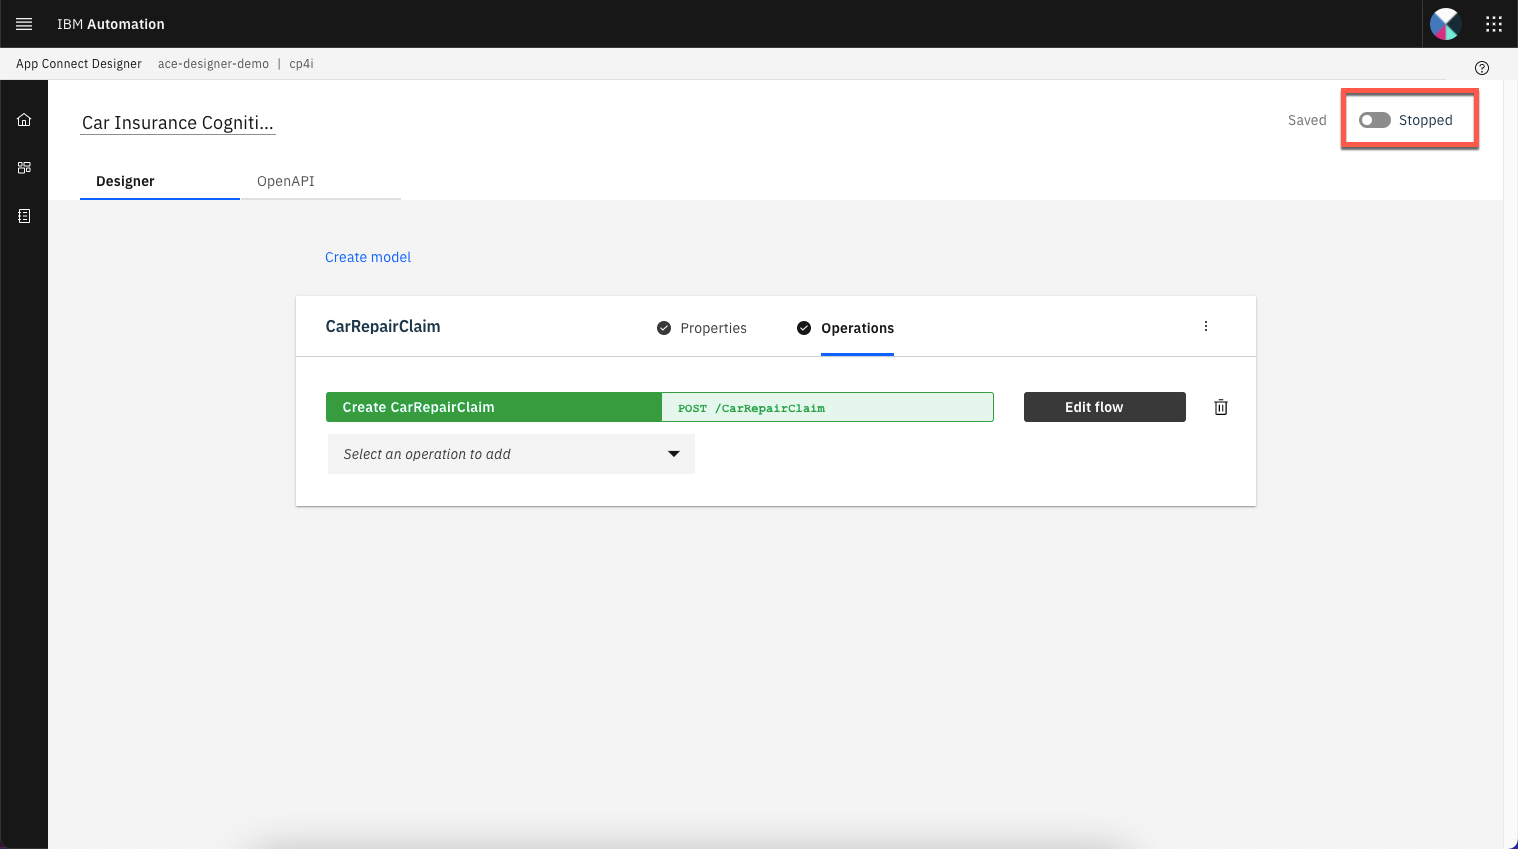 IBM Automation
App Connect Designer ace-designer-demo | cp4i
Car Insurance Cogniti...
Saved
Stopped
Designer
OpenAPI
Create model
CarRepairClaim
Properties
Operations
Create CarRepairClaim
POST /CarRepairClaim
Edit flow
Select an operation to add